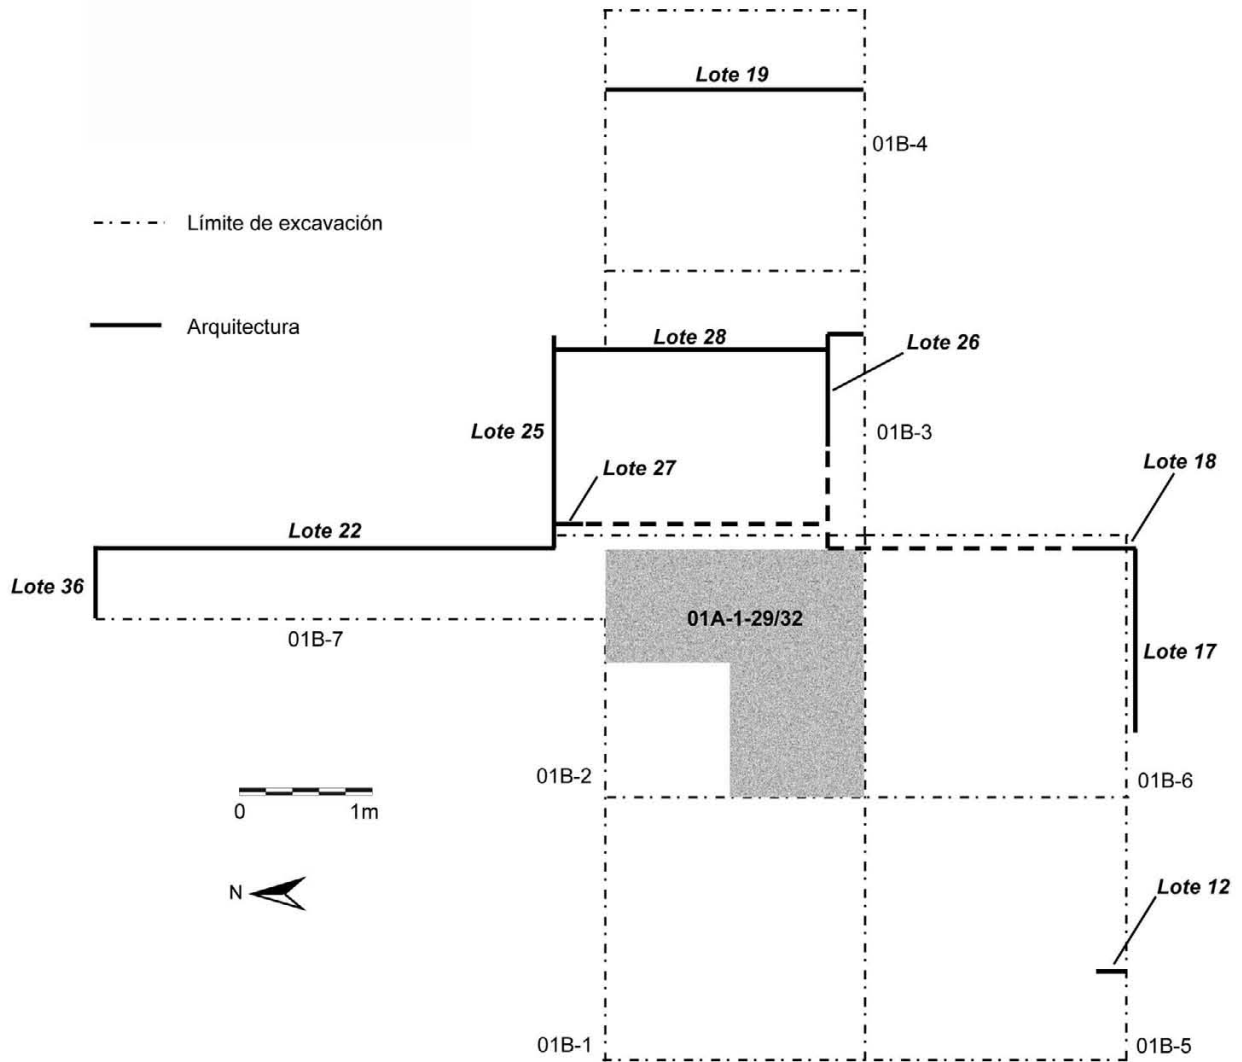 Lote 19
01B-4
Límite de excavación
Arquitectura
Lote 28
Lote 26
Lote 25
01B-3
Lote 27
Lote 18
Lote 22
Lote 36
01A-1-29/32
01B-7
Lote 17
01B-2
01B-6
0 1m
N
Lote 12
01B-1
01B-5